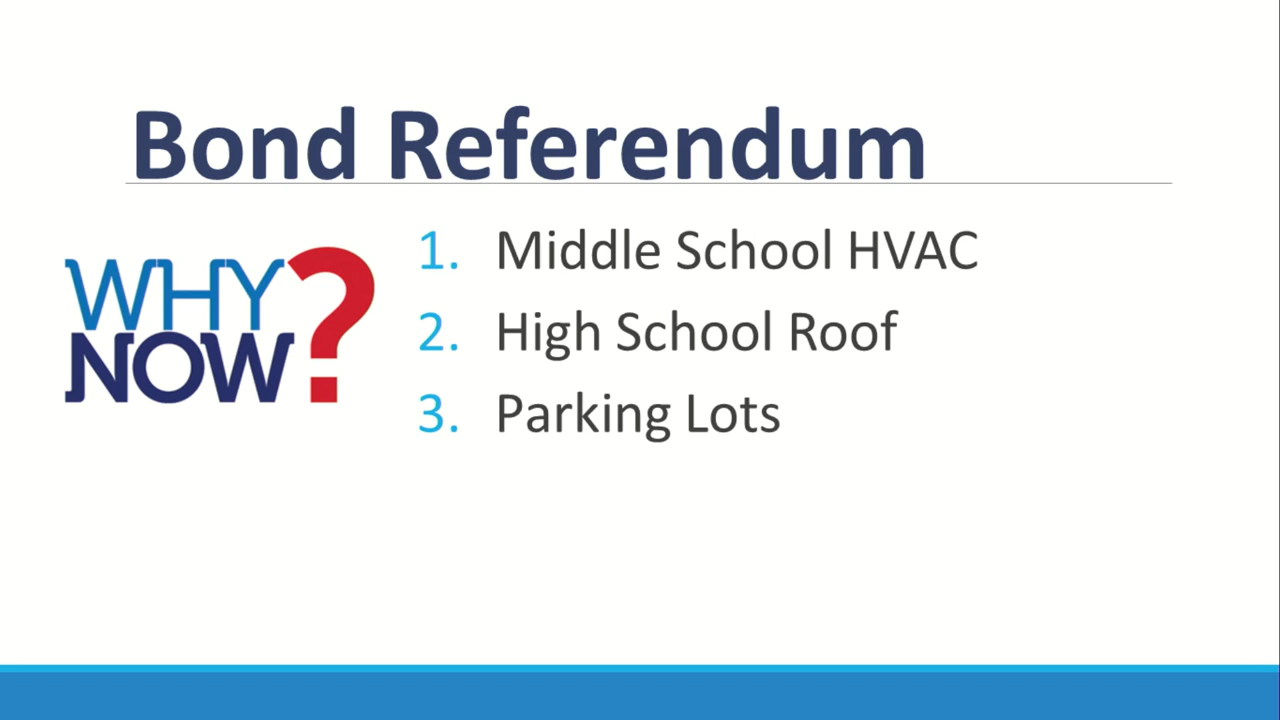 Bond Referendum
WHY
NOW?
1. Middle School HVAC
2. High School Roof
3. Parking Lots